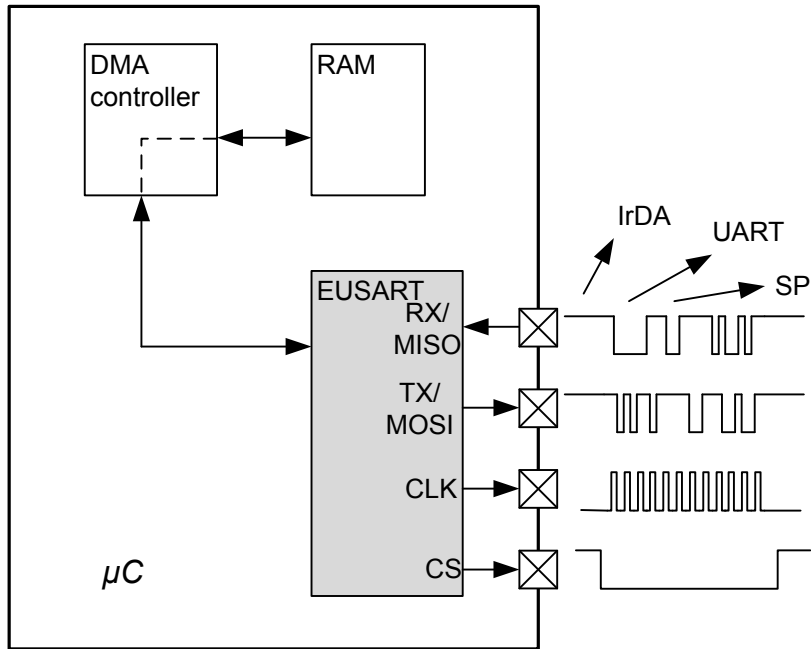 DMA
controller
RAM
IrDA
UART
SP
EUSART
RX/
MISO
TX/
MOSI
CLK
CS
µC